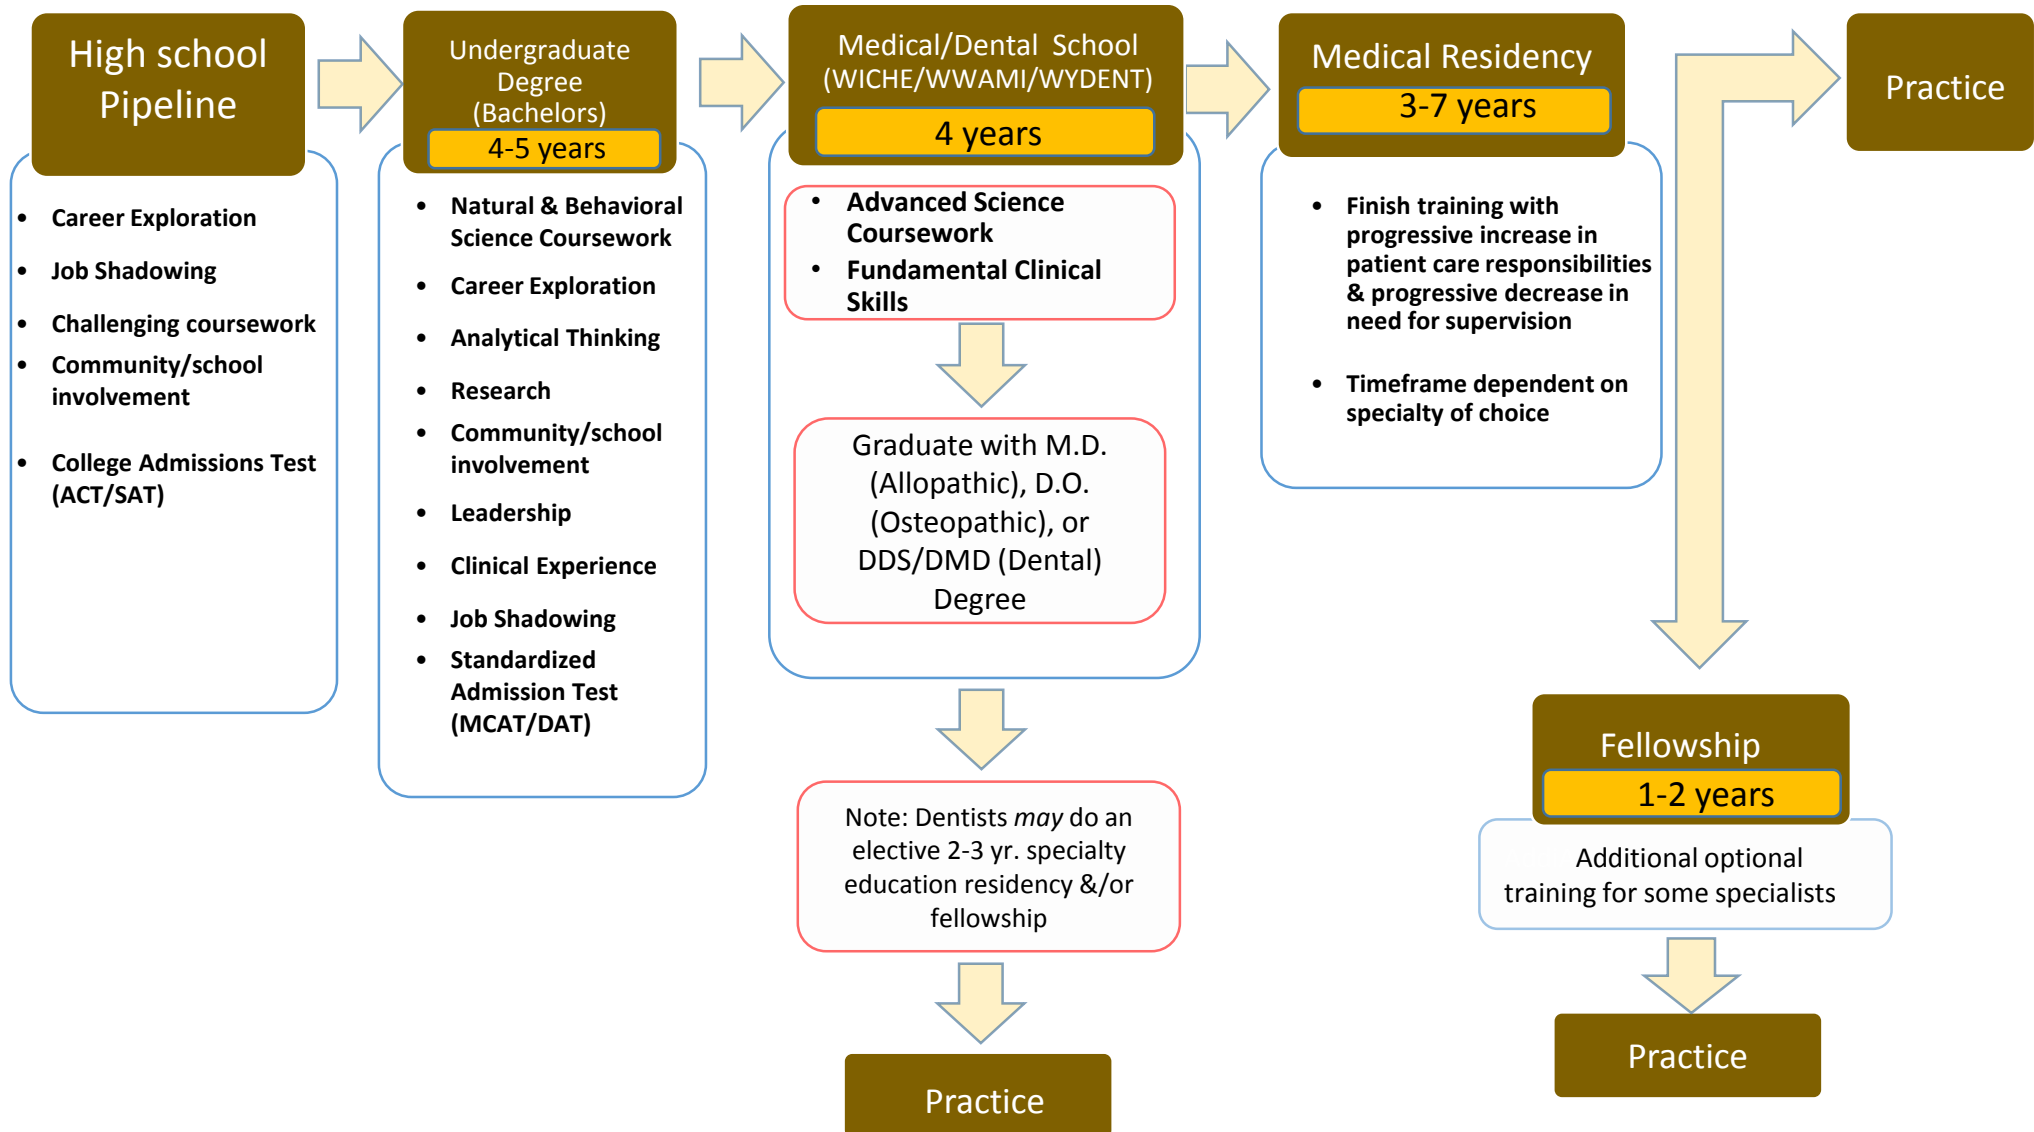 High school
Pipeline
• Career Exploration
• Job Shadowing
• Challenging coursework
• Community/school
involvement
• College Admissions Test
(ACT/SAT)
Undergraduate
Degree
(Bachelors)
4-5 years
• Natural & Behavioral
Science Coursework
• Career Exploration
• Analytical Thinking
• Research
• Community/school
involvement
• Leadership
• Clinical Experience
• Job Shadowing
• Standardized
Admission Test
(MCAT/DAT)
Medical/Dental School
(WICHE/WWAMI/WYDENT)
4 years
• Advanced Science
Coursework
• Fundamental Clinical
Skills
Graduate with M.D.
(Allopathic), D.O.
(Osteopathic), or
DDS/DMD (Dental)
Degree
Note: Dentists may do an
elective 2-3 yr. specialty
education residency &/or
fellowship
Practice
Medical Residency
3-7 years
• Finish training with
progressive increase in
patient care responsibilities
& progressive decrease in
need for supervision
• Timeframe dependent on
specialty of choice
Practice
Fellowship
1-2 years
Additional optional
training for some specialists
Practice